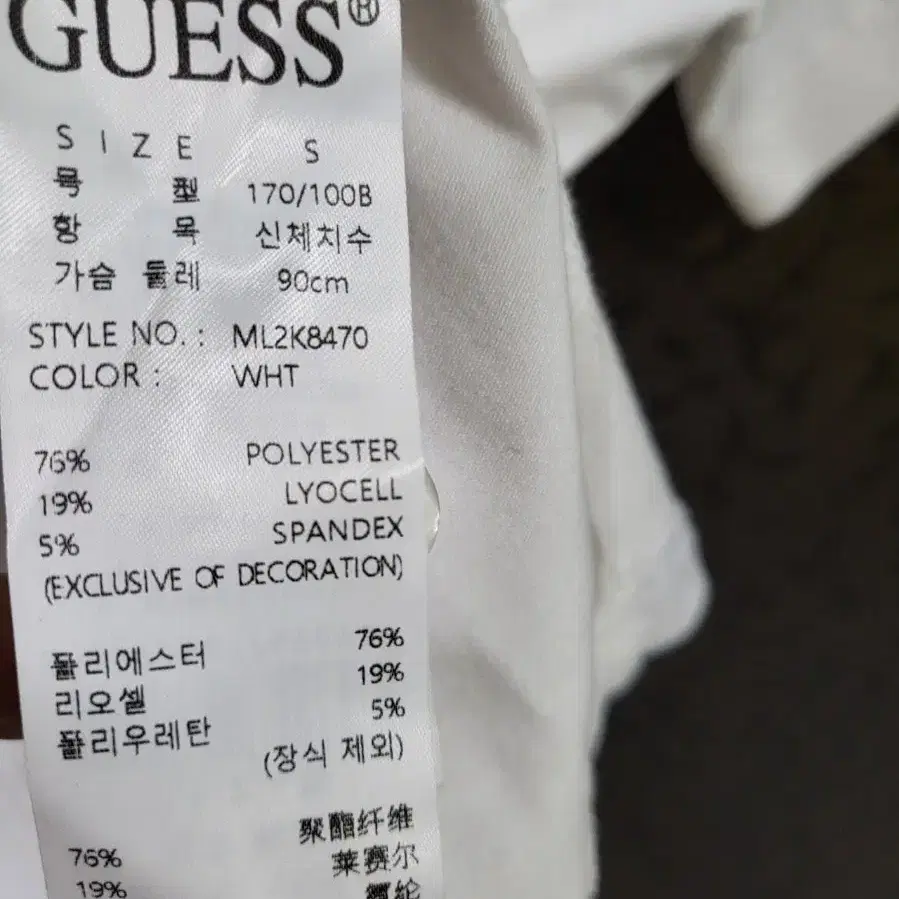 GUESS®
SIZE S
号 型 170/100B
항 목 신체치수
가슴 둘레 90cm
STYLE NO. : ML2K8470
COLOR : WHT
76% POLYESTER
19% LYOCELL
5% SPANDEX
(EXCLUSIVE OF DECORATION)
폴리에스터 76%
리오셀 19%
폴리우레탄 5%
(장식 제외)
聚酯纤维
76% 莱赛尔
19%